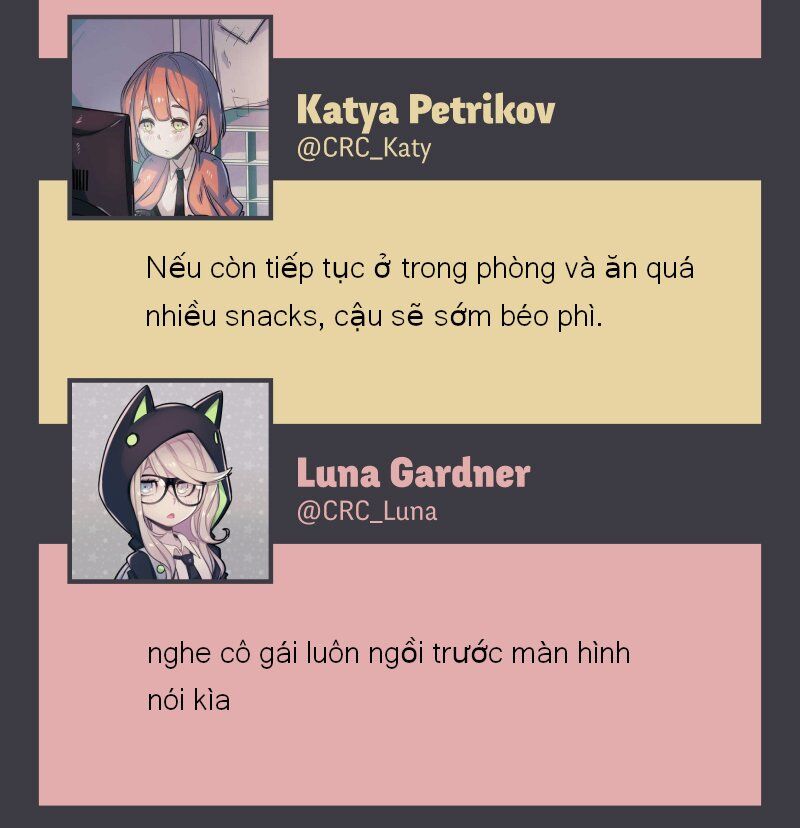 Katya Petrikov
@CRC_Katy
Nếu còn tiếp tục ở trong phòng và ăn quá
nhiều snacks, cậu sẽ sớm béo phì.
Luna Gardner
@CRC_Luna
nghe cô gái luôn ngồi trước màn hình
nói kìa